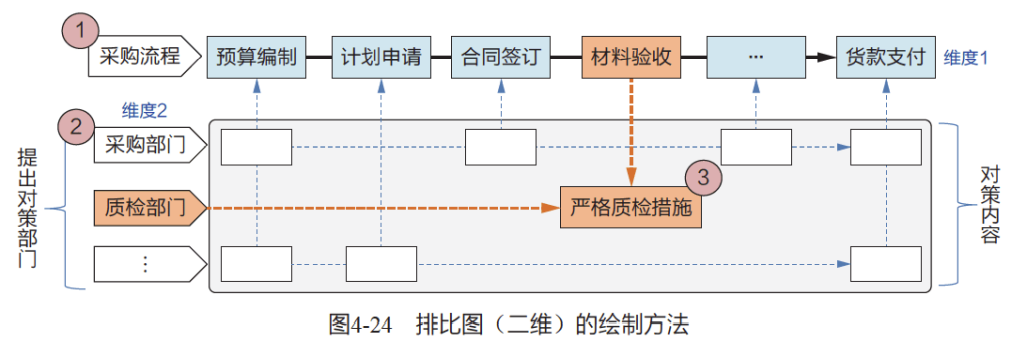 1
采购流程
预算编制
计划申请
合同签订
材料验收
…
货款支付
维度1
维度2
2
采购部门
质检部门
⋮
提出对策部门
3
严格质检措施
对策内容
图4-24 排比图（二维）的绘制方法